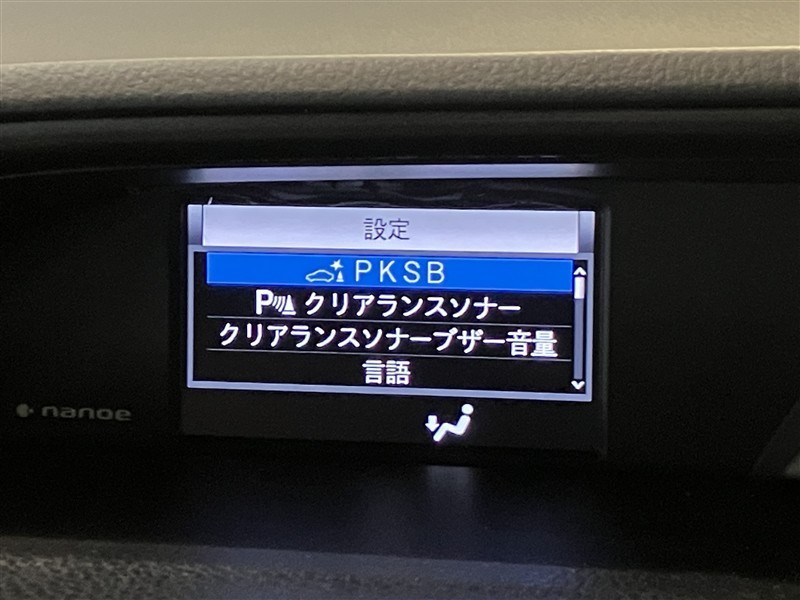 設定
PKSB
P クリアランスソナー
クリアランスソナーブザー音量
言語
nanoe